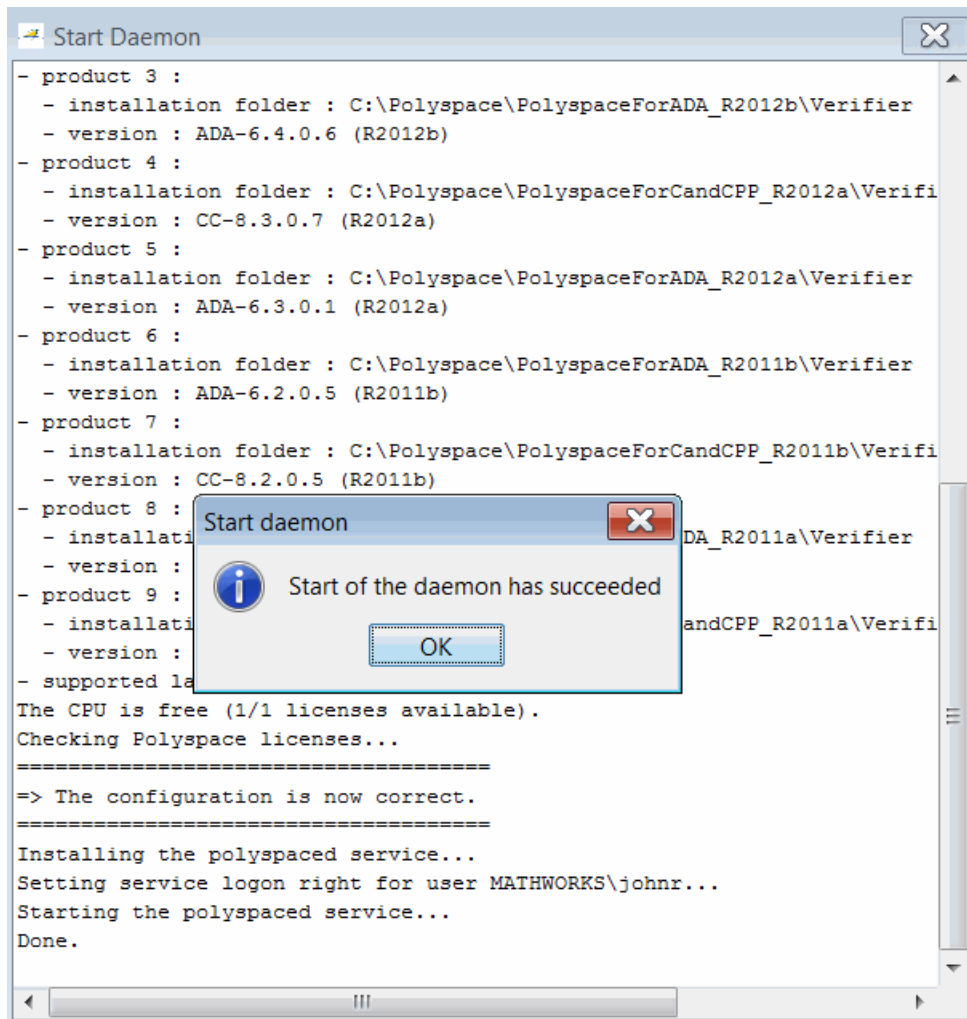 Start Daemon
- product 3 :
- installation folder : C:\Polyspace\PolyspaceForADA_R2012b\Verifier
- version : ADA-6.4.0.6 (R2012b)
- product 4 :
- installation folder : C:\Polyspace\PolyspaceForCandCPP_R2012a\Verifi
- version : CC-8.3.0.7 (R2012a)
- product 5 :
- installation folder : C:\Polyspace\PolyspaceForADA_R2012a\Verifier
- version : ADA-6.3.0.1 (R2012a)
- product 6 :
- installation folder : C:\Polyspace\PolyspaceForADA_R2011b\Verifier
- version : ADA-6.2.0.5 (R2011b)
- product 7 :
- installation folder : C:\Polyspace\PolyspaceForCandCPP_R2011b\Verifi
- version : CC-8.2.0.5 (R2011b)
- product 8 :
- installati DA_R2011a\Verifier
- version :
- product 9 :
- installati andCPP_R2011a\Verifi
- version :
- supported la
Start daemon
Start of the daemon has succeeded
OK
The CPU is free (1/1 licenses available).
Checking Polyspace licenses...
=====================================
=> The configuration is now correct.
=====================================
Installing the polyspaced service...
Setting service logon right for user MATHWORKS\johnr...
Starting the polyspaced service...
Done.